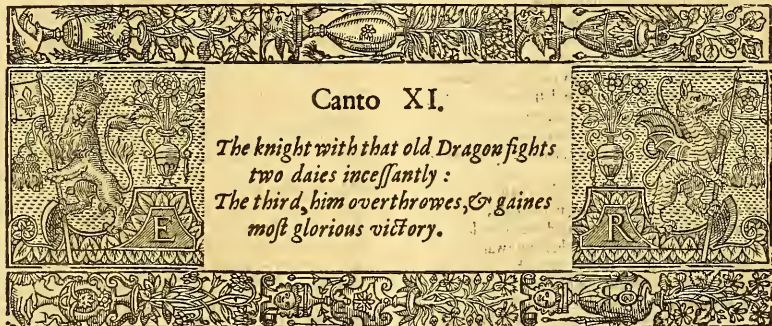 Canto XI.
The knight with that old Dragon fights
two daies inceſſantly :
The third, him overthrowes, & gaines
moſt glorious victory.
E R